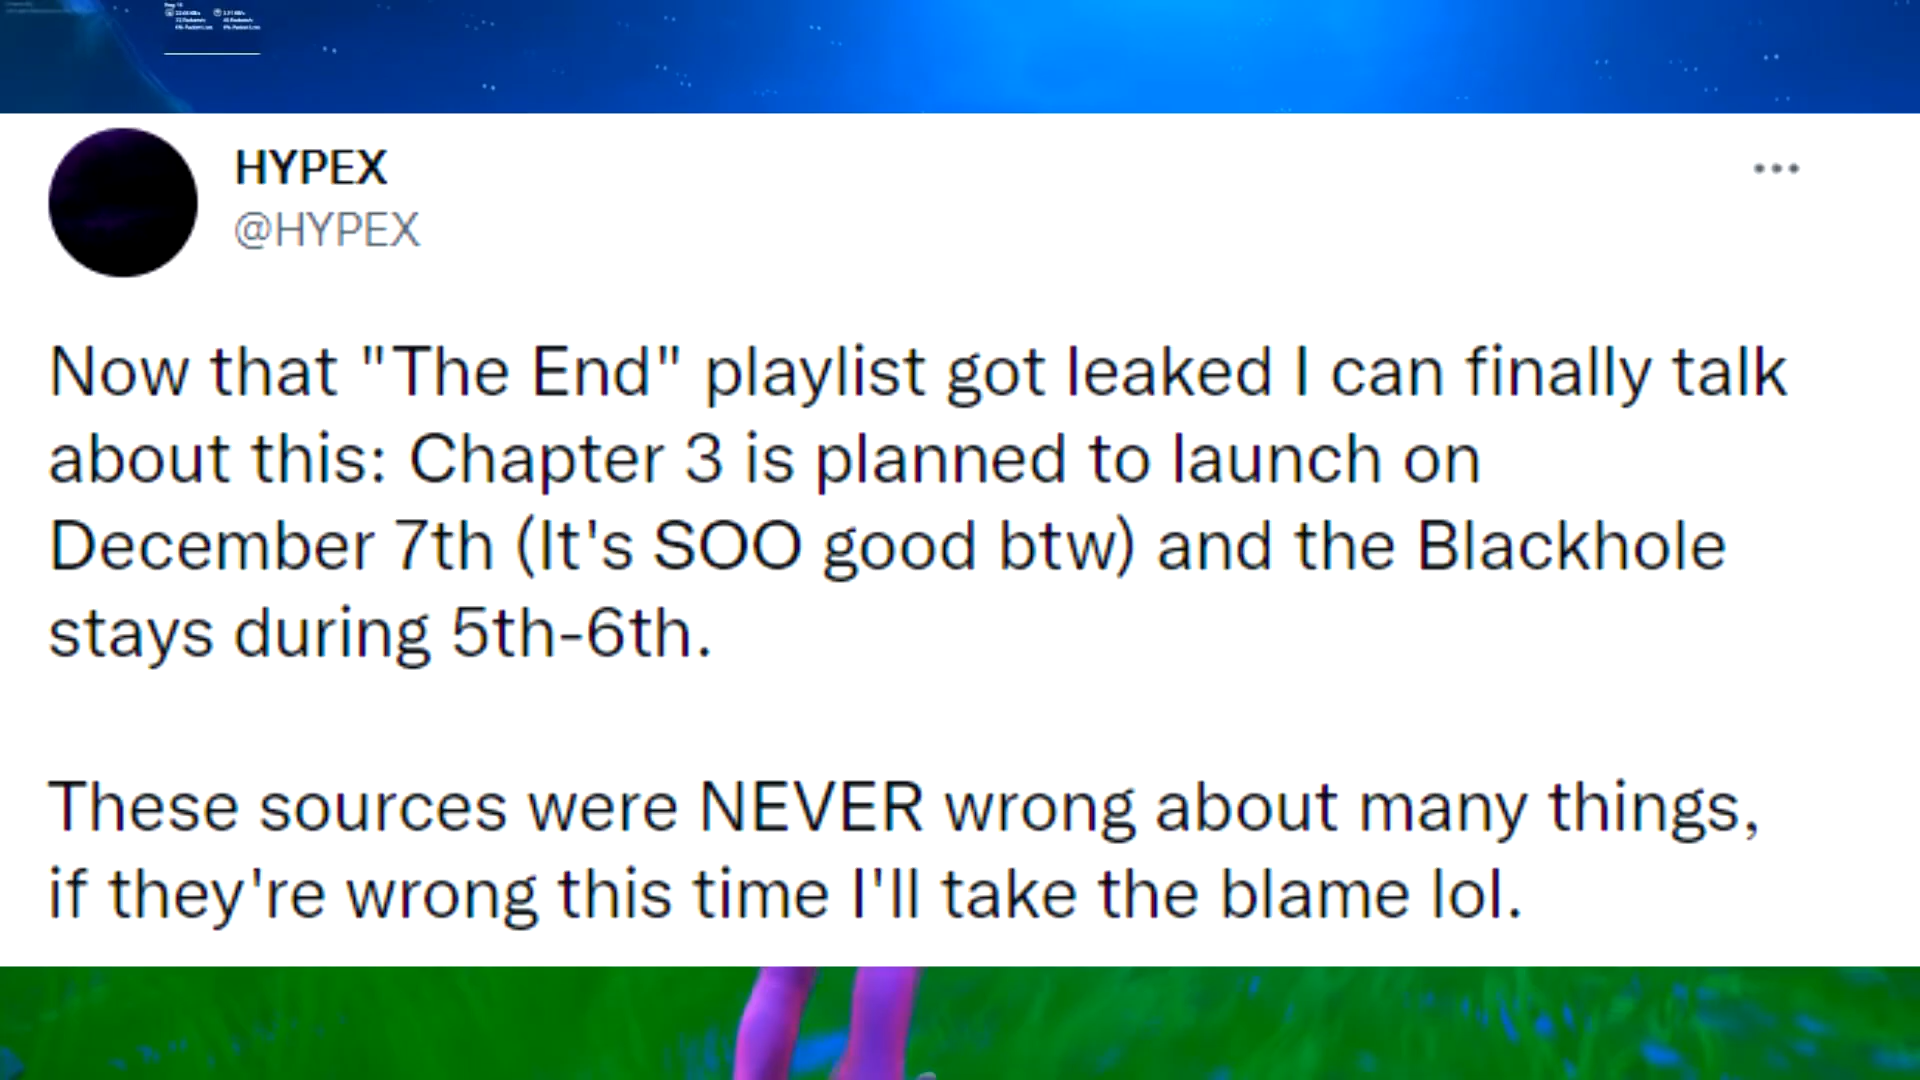 HYPEX
@HYPEX
Now that "The End" playlist got leaked I can finally talk
about this: Chapter 3 is planned to launch on
December 7th (It's SOO good btw) and the Blackhole
stays during 5th-6th.
These sources were NEVER wrong about many things,
if they're wrong this time I'll take the blame lol.